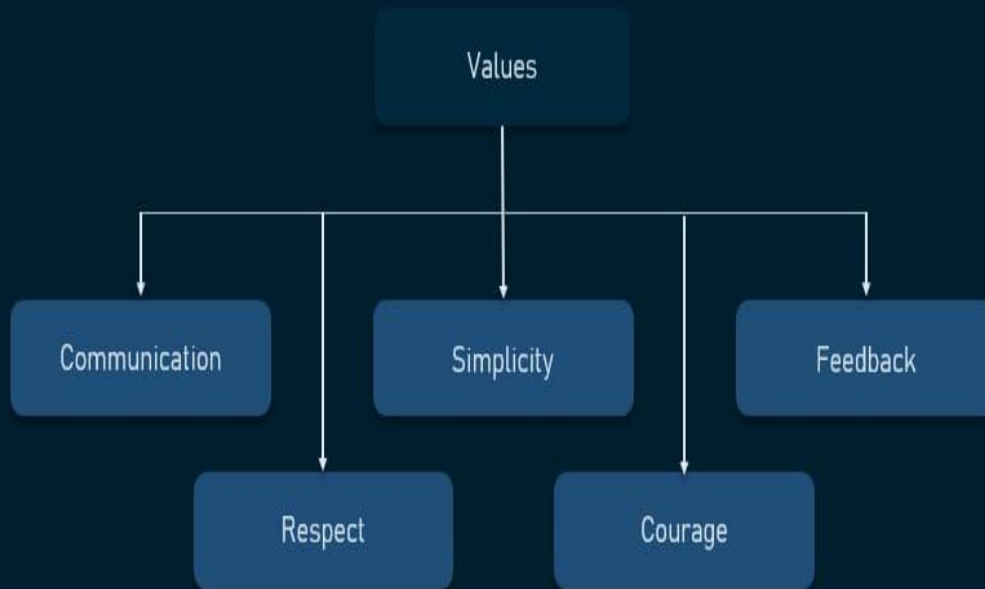 Values
Communication
Simplicity
Feedback
Respect
Courage